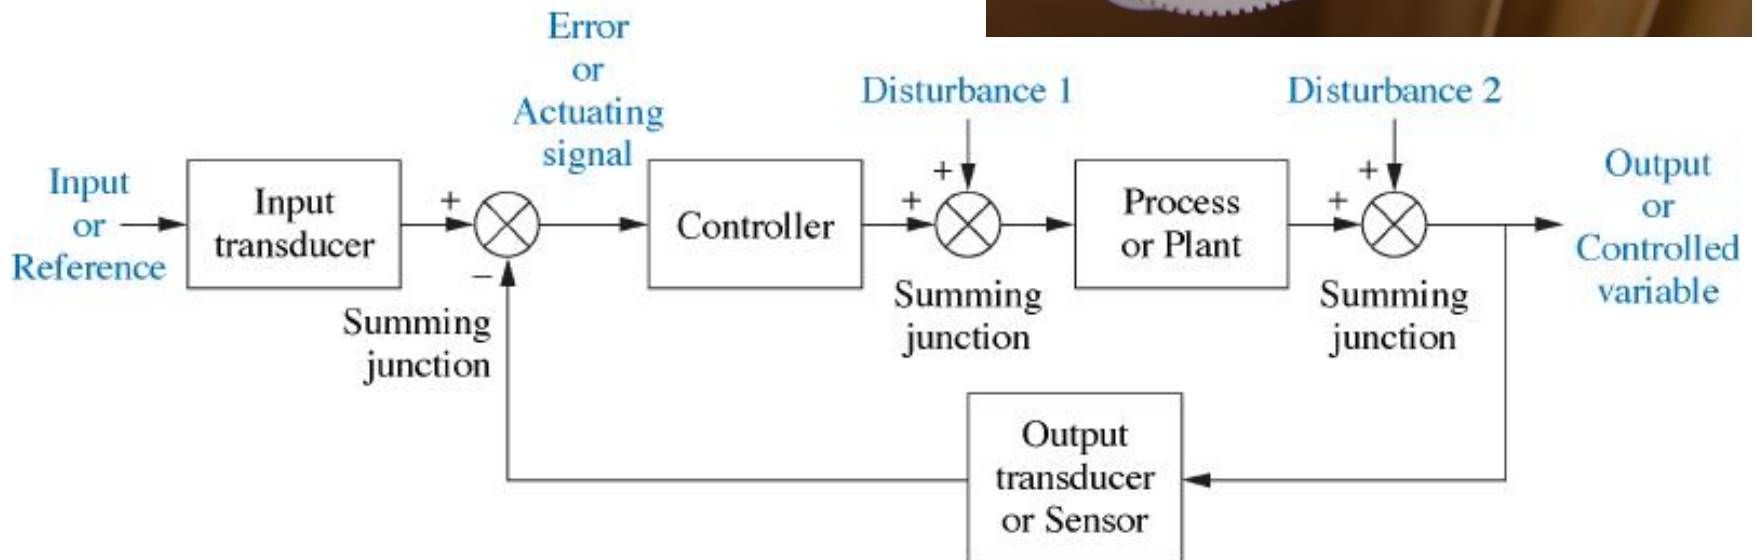 Error
or
Actuating
signal
Disturbance 1
Disturbance 2
Input
or
Reference
Input
transducer
+
−
Summing
junction
Controller
+
+
Summing
junction
Process
or Plant
+
+
Summing
junction
Output
or
Controlled
variable
Output
transducer
or Sensor